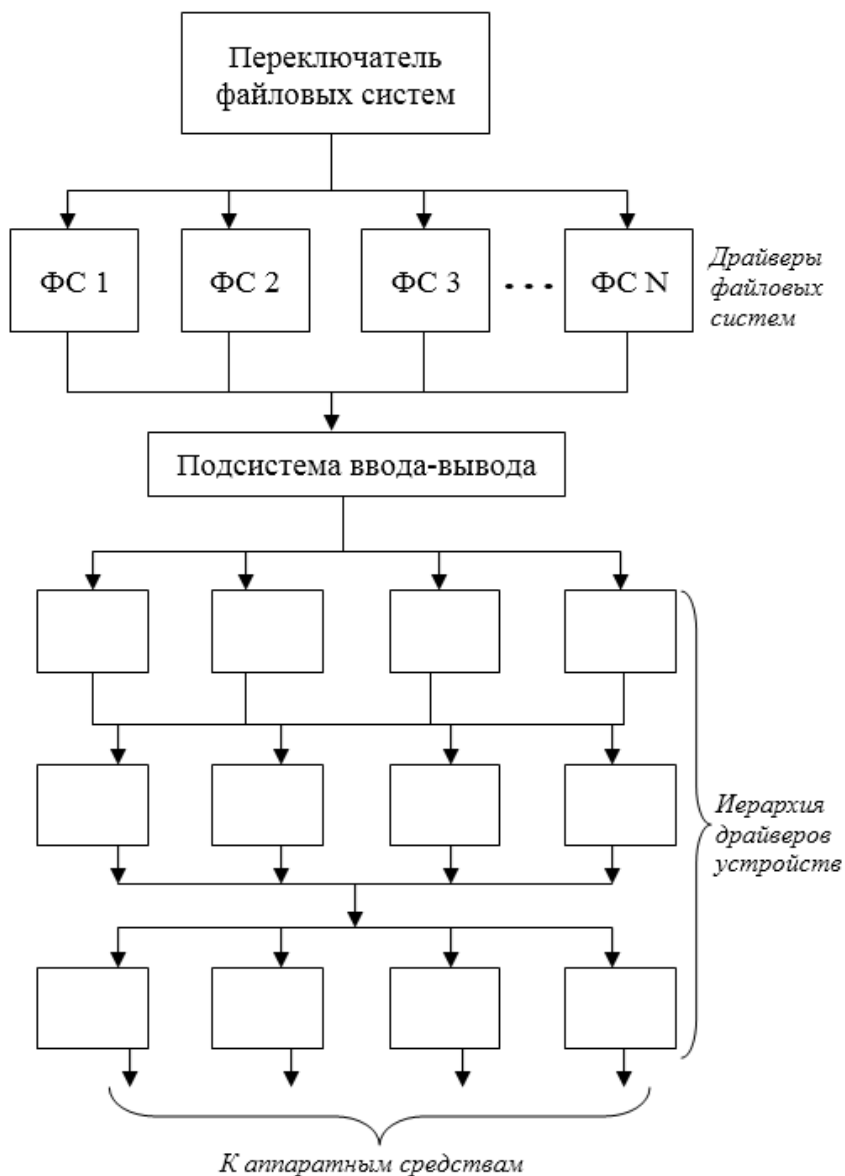 Переключатель
файловых систем
ФС 1
ФС 2
ФС 3
...
ФС N
Драйверы
файловых
систем
Подсистема ввода-вывода
Иерархия
драйверов
устройств
К аппаратным средствам